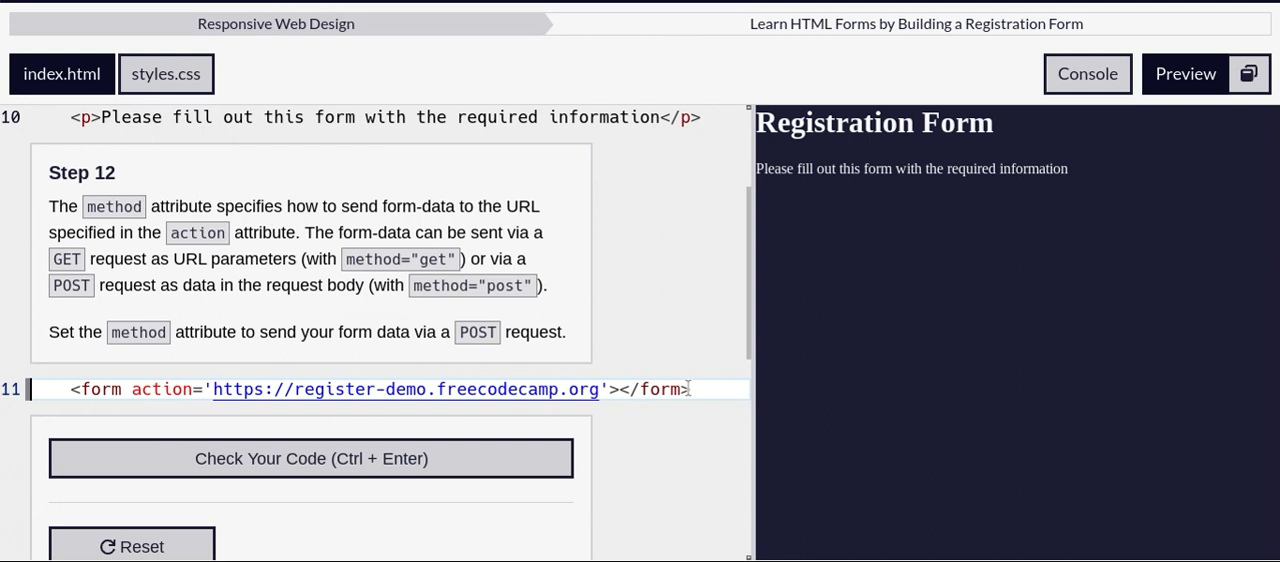 Responsive Web Design
Learn HTML Forms by Building a Registration Form
index.html
styles.css
Console
Preview
10 <p>Please fill out this form with the required information</p>
Step 12
The method attribute specifies how to send form-data to the URL
specified in the action attribute. The form-data can be sent via a
GET request as URL parameters (with method="get") or via a
POST request as data in the request body (with method="post").
Set the method attribute to send your form data via a POST request.
11 <form action='https://register-demo.freecodecamp.org'></form>
Check Your Code (Ctrl + Enter)
Reset
Registration Form
Please fill out this form with the required information